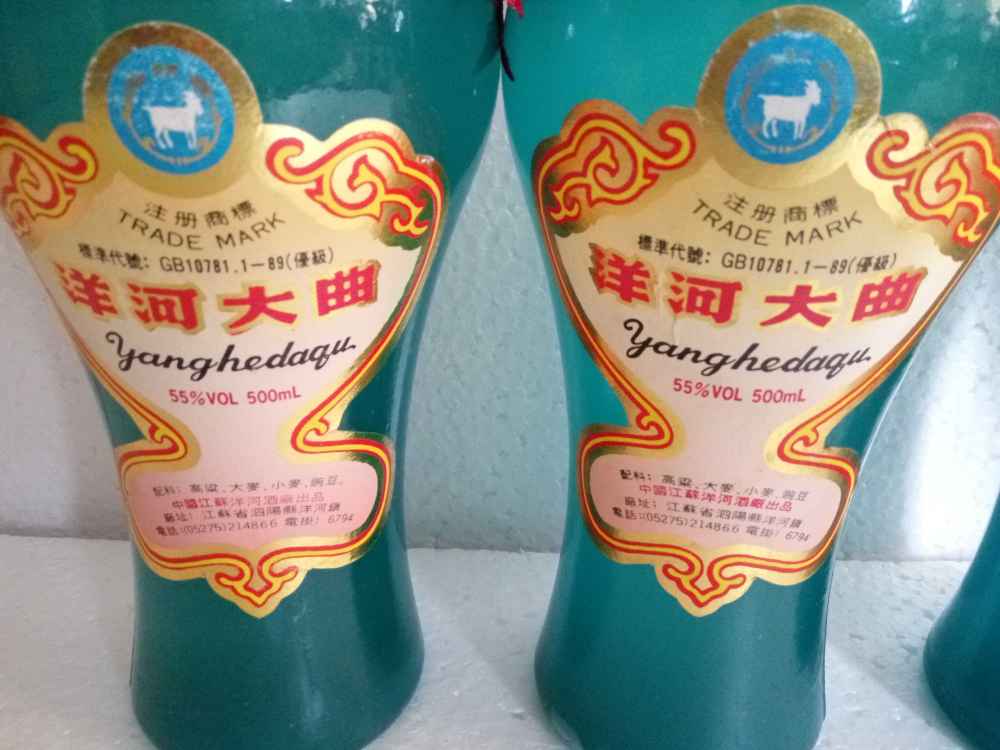 注册商標
TRADE MARK
標準代號: GB10781.1—89(優級)
洋河大曲
Yanghedaqu
55%VOL 500mL
配料: 高粱、大麥、小麥、豌豆。
中國江蘇洋河酒廠出品
廠址: 江蘇省泗陽縣洋河鎮
電話:(05275)214866 電掛: 6794
注册商標
TRADE MARK
標準代號: GB10781.1—89(優級)
洋河大曲
Yanghedaqu
55%VOL 500mL
配料: 高粱、大麥、小麥、豌豆
中國江蘇洋河酒廠出品
廠址: 江蘇省泗陽縣洋河鎮
電話:(05275)214866 電掛: 6794